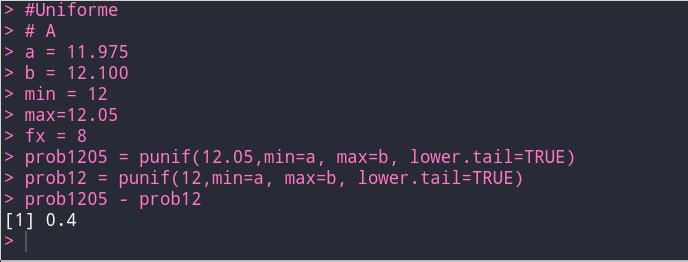 > #Uniforme
> # A
> a = 11.975
> b = 12.100
> min = 12
> max=12.05
> fx = 8
> prob1205 = punif(12.05,min=a, max=b, lower.tail=TRUE)
> prob12 = punif(12,min=a, max=b, lower.tail=TRUE)
> prob1205 - prob12
[1] 0.4
>